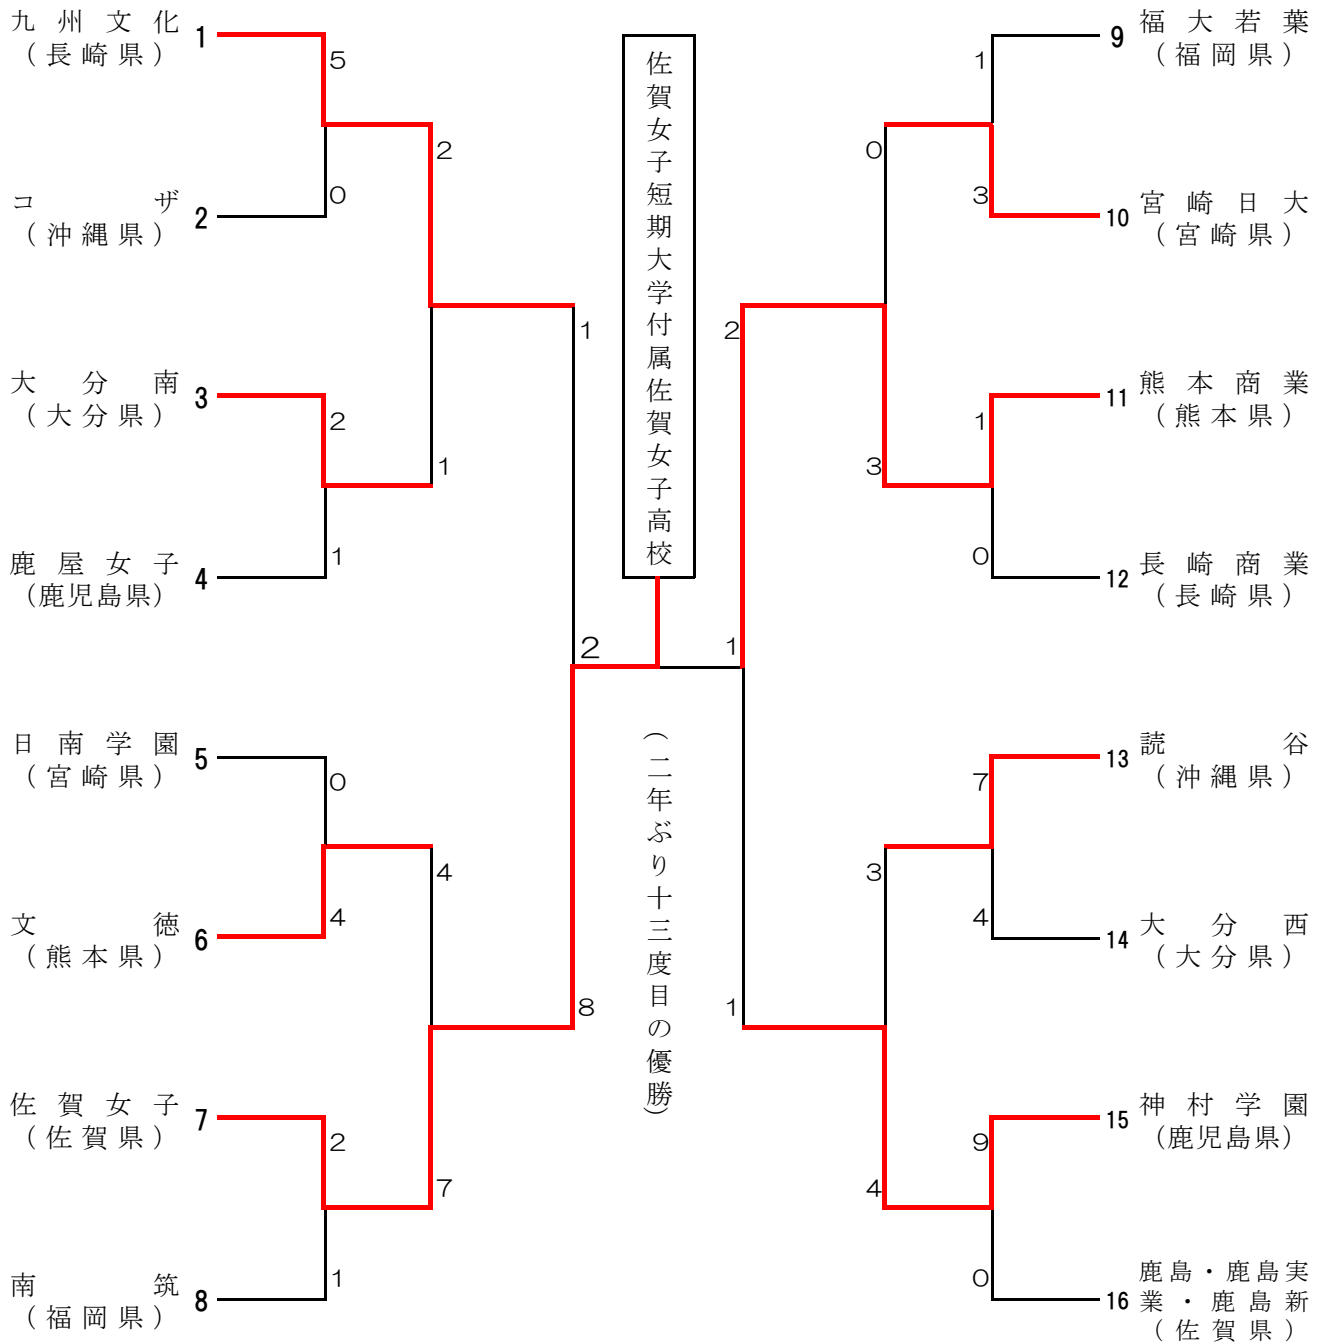 九州文化
(長崎県)
1
5
コザ
(沖縄県)
2
0
2
大分南
(大分県)
3
2
鹿屋女子
(鹿児島県)
4
1
1
1
日南学園
(宮崎県)
5
0
文徳
(熊本県)
6
4
4
佐賀女子
(佐賀県)
7
2
南筑
(福岡県)
8
1
7
8
2
佐賀女子短期大学付属佐賀女子高校
(二年ぶり十三度目の優勝)
1
9
福大若葉
(福岡県)
1
10
宮崎日大
(宮崎県)
3
0
11
熊本商業
(熊本県)
1
12
長崎商業
(長崎県)
0
3
2
13
読谷
(沖縄県)
7
14
大分西
(大分県)
4
3
15
神村学園
(鹿児島県)
9
16
鹿島・鹿島実
業・鹿島新
(佐賀県)
0
4
1